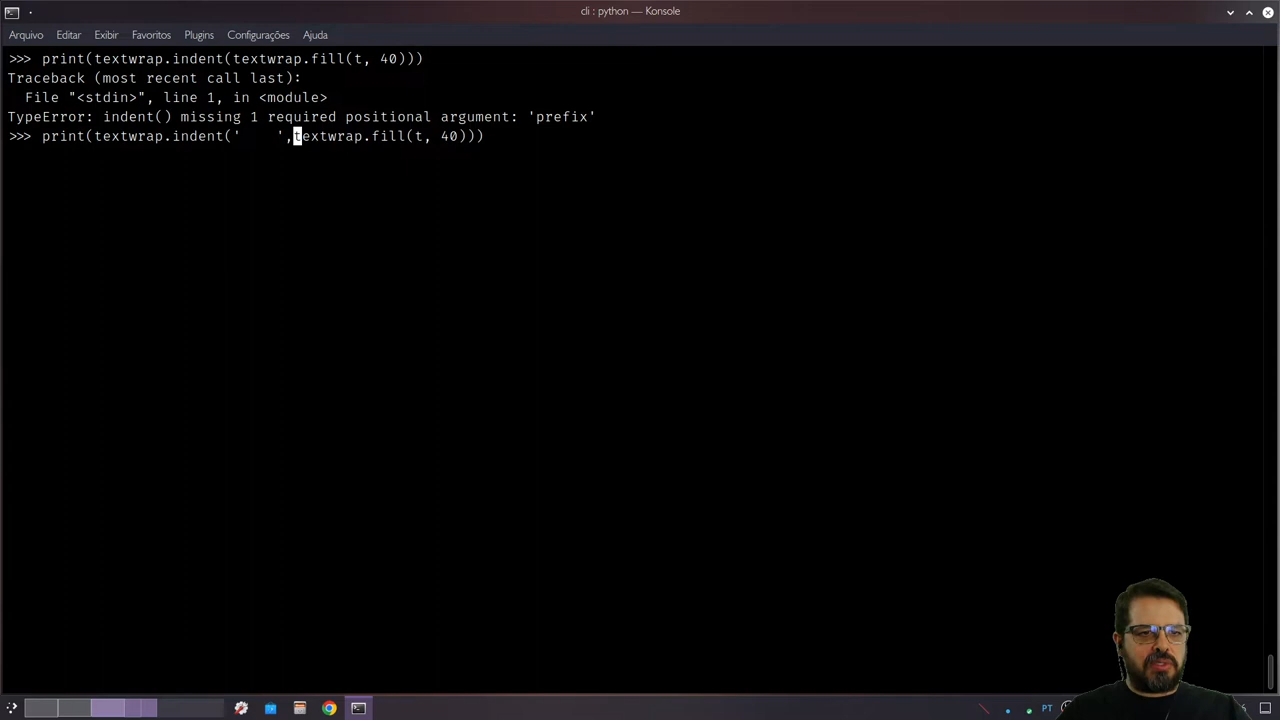 cli : python — Konsole
Arquivo Editar Exibir Favoritos Plugins Configurações Ajuda
>>> print(textwrap.indent(textwrap.fill(t, 40)))
Traceback (most recent call last):
  File "<stdin>", line 1, in <module>
TypeError: indent() missing 1 required positional argument: 'prefix'
>>> print(textwrap.indent('    ',textwrap.fill(t, 40)))
PT